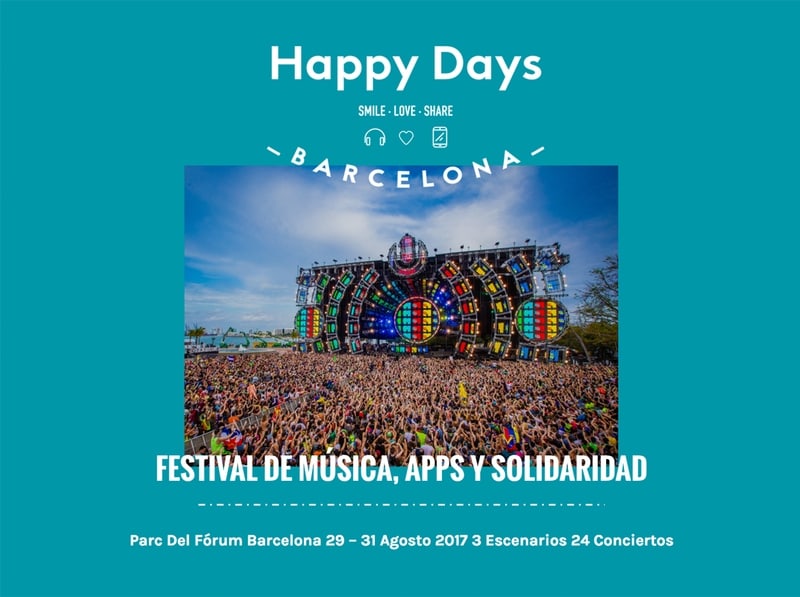 Happy Days
SMILE · LOVE · SHARE
– BARCELONA –
FESTIVAL DE MÚSICA, APPS Y SOLIDARIDAD
Parc Del Fórum Barcelona 29 – 31 Agosto 2017 3 Escenarios 24 Conciertos